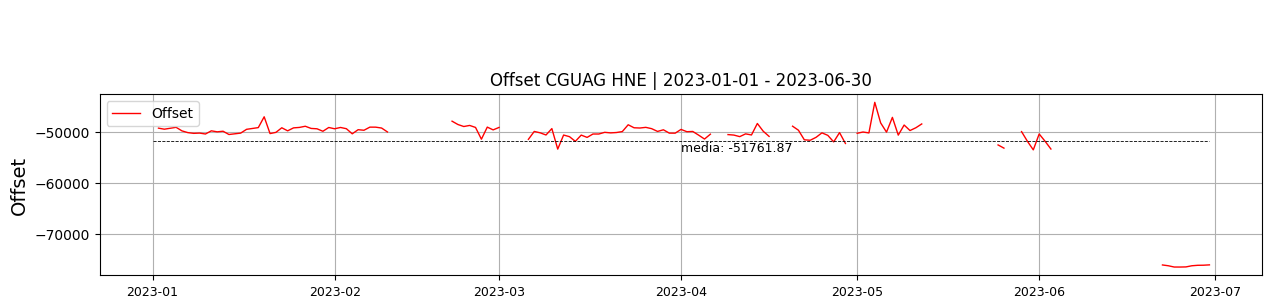 Offset CGUAG HNE | 2023-01-01 - 2023-06-30
Offset
Offset
−50000
−60000
−70000
media: -51761.87
2023-01
2023-02
2023-03
2023-04
2023-05
2023-06
2023-07